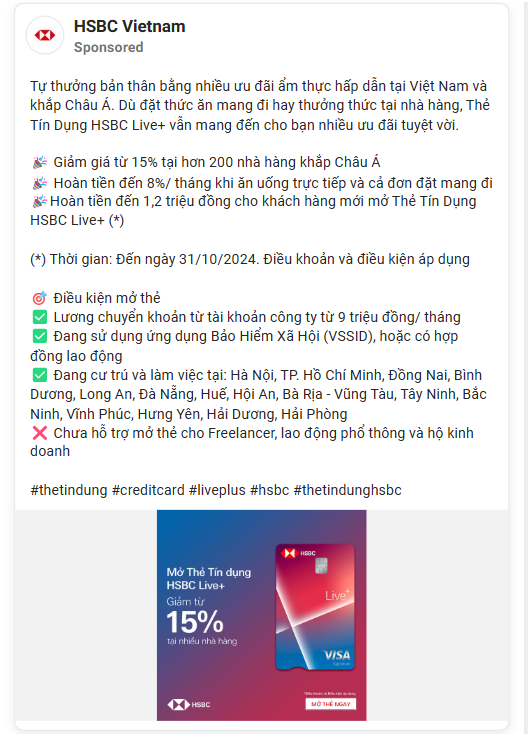 HSBC Vietnam
Sponsored
Tự thưởng bản thân bằng nhiều ưu đãi ẩm thực hấp dẫn tại Việt Nam và
khắp Châu Á. Dù đặt thức ăn mang đi hay thưởng thức tại nhà hàng, Thẻ
Tín Dụng HSBC Live+ vẫn mang đến cho bạn nhiều ưu đãi tuyệt vời.
🎉 Giảm giá từ 15% tại hơn 200 nhà hàng khắp Châu Á
🎉 Hoàn tiền đến 8%/ tháng khi ăn uống trực tiếp và cả đơn đặt mang đi
🎉Hoàn tiền đến 1,2 triệu đồng cho khách hàng mới mở Thẻ Tín Dụng
HSBC Live+ (*)
(*) Thời gian: Đến ngày 31/10/2024. Điều khoản và điều kiện áp dụng
🎯 Điều kiện mở thẻ
✅ Lương chuyển khoản từ tài khoản công ty từ 9 triệu đồng/ tháng
✅ Đang sử dụng ứng dụng Bảo Hiểm Xã Hội (VSSID), hoặc có hợp
đồng lao động
✅ Đang cư trú và làm việc tại: Hà Nội, TP. Hồ Chí Minh, Đồng Nai, Bình
Dương, Long An, Đà Nẵng, Huế, Hội An, Bà Rịa - Vũng Tàu, Tây Ninh, Bắc
Ninh, Vĩnh Phúc, Hưng Yên, Hải Dương, Hải Phòng
❌ Chưa hỗ trợ mở thẻ cho Freelancer, lao động phổ thông và hộ kinh
doanh
#thetindung #creditcard #liveplus #hsbc #thetindunghsbc
HSBC
Mở Thẻ Tín dụng
HSBC Live+
Giảm từ
15%
tại nhiều nhà hàng
Live+
VISA
Signature
HSBC
MỞ THẺ NGAY